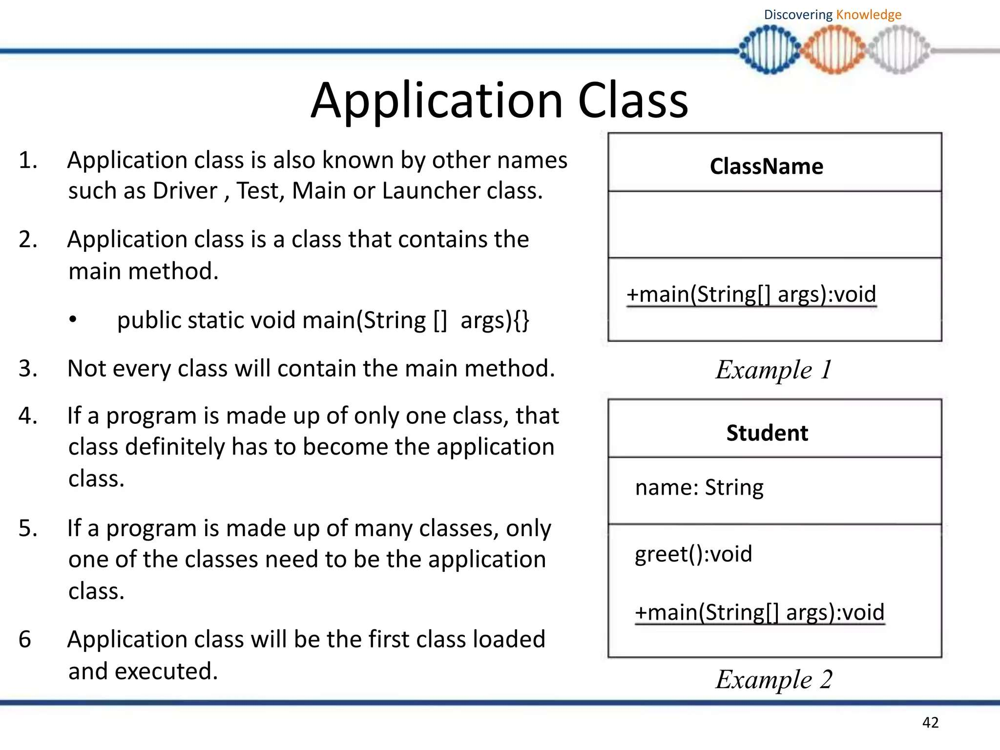 Discovering Knowledge
Application Class
1. Application class is also known by other names
such as Driver , Test, Main or Launcher class.
2. Application class is a class that contains the
main method.
• public static void main(String [] args){}
3. Not every class will contain the main method.
4. If a program is made up of only one class, that
class definitely has to become the application
class.
5. If a program is made up of many classes, only
one of the classes need to be the application
class.
6 Application class will be the first class loaded
and executed.
ClassName
+main(String[] args):void
Example 1
Student
name: String
greet():void
+main(String[] args):void
Example 2
42